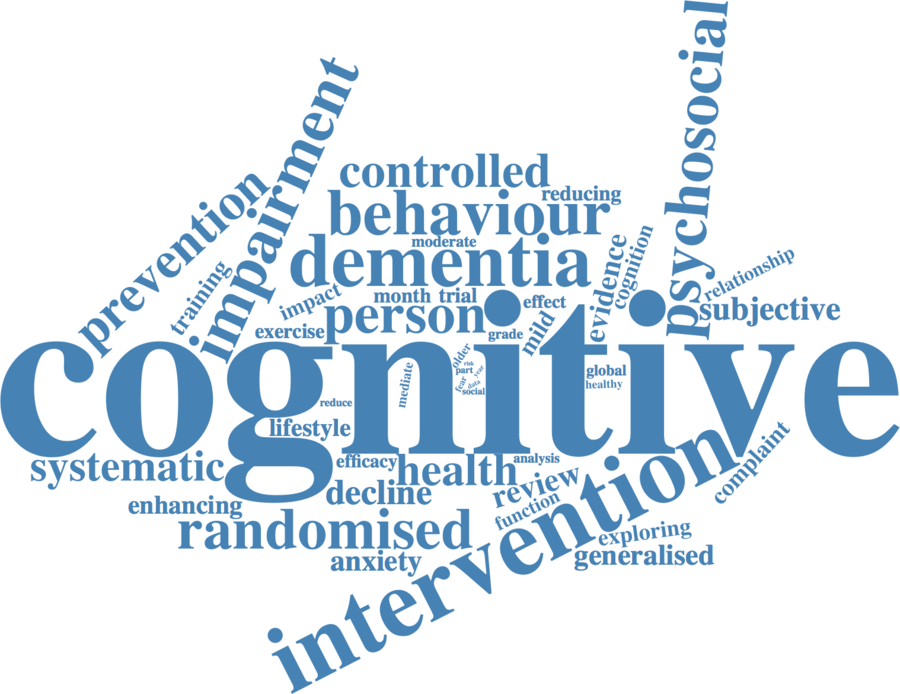 psychosocial
impairment
controlled
prevention
reducing
behaviour
moderate
dementia
evidence
cognition
relationship
training
impact
month
trial
effect
subjective
exercise
person
grade
mild
cognitive
older
risk
part
year
fear
data
social
global
healthy
mediate
reduce
lifestyle
systematic
efficacy
health
analysis
complaint
intervention
decline
review
enhancing
function
randomised
exploring
anxiety
generalised